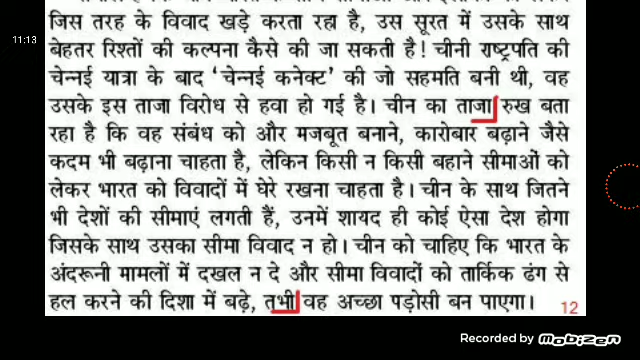 जिस तरह के विवाद खड़े करता रहा है, उस सूरत में उसके साथ
11:13
बेहतर रिश्तों की कल्पना कैसे की जा सकती है! चीनी राष्ट्रपति की
चेन्नई यात्रा के बाद ‘चेन्नई कनेक्ट’ की जो सहमति बनी थी, वह
उसके इस ताजा विरोध से हवा हो गई है। चीन का ताजा रुख बता
रहा है कि वह संबंध को और मजबूत बनाने, कारोबार बढ़ाने जैसे
कदम भी बढ़ाना चाहता है, लेकिन किसी न किसी बहाने सीमाओं को
लेकर भारत को विवादों में घेरे रखना चाहता है। चीन के साथ जितने
भी देशों की सीमाएं लगती हैं, उनमें शायद ही कोई ऐसा देश होगा
जिसके साथ उसका सीमा विवाद न हो। चीन को चाहिए कि भारत के
अंदरूनी मामलों में दखल न दे और सीमा विवादों को तार्किक ढंग से
हल करने की दिशा में बढ़े, तभी वह अच्छा पड़ोसी बन पाएगा। 12
Recorded by Mobizen